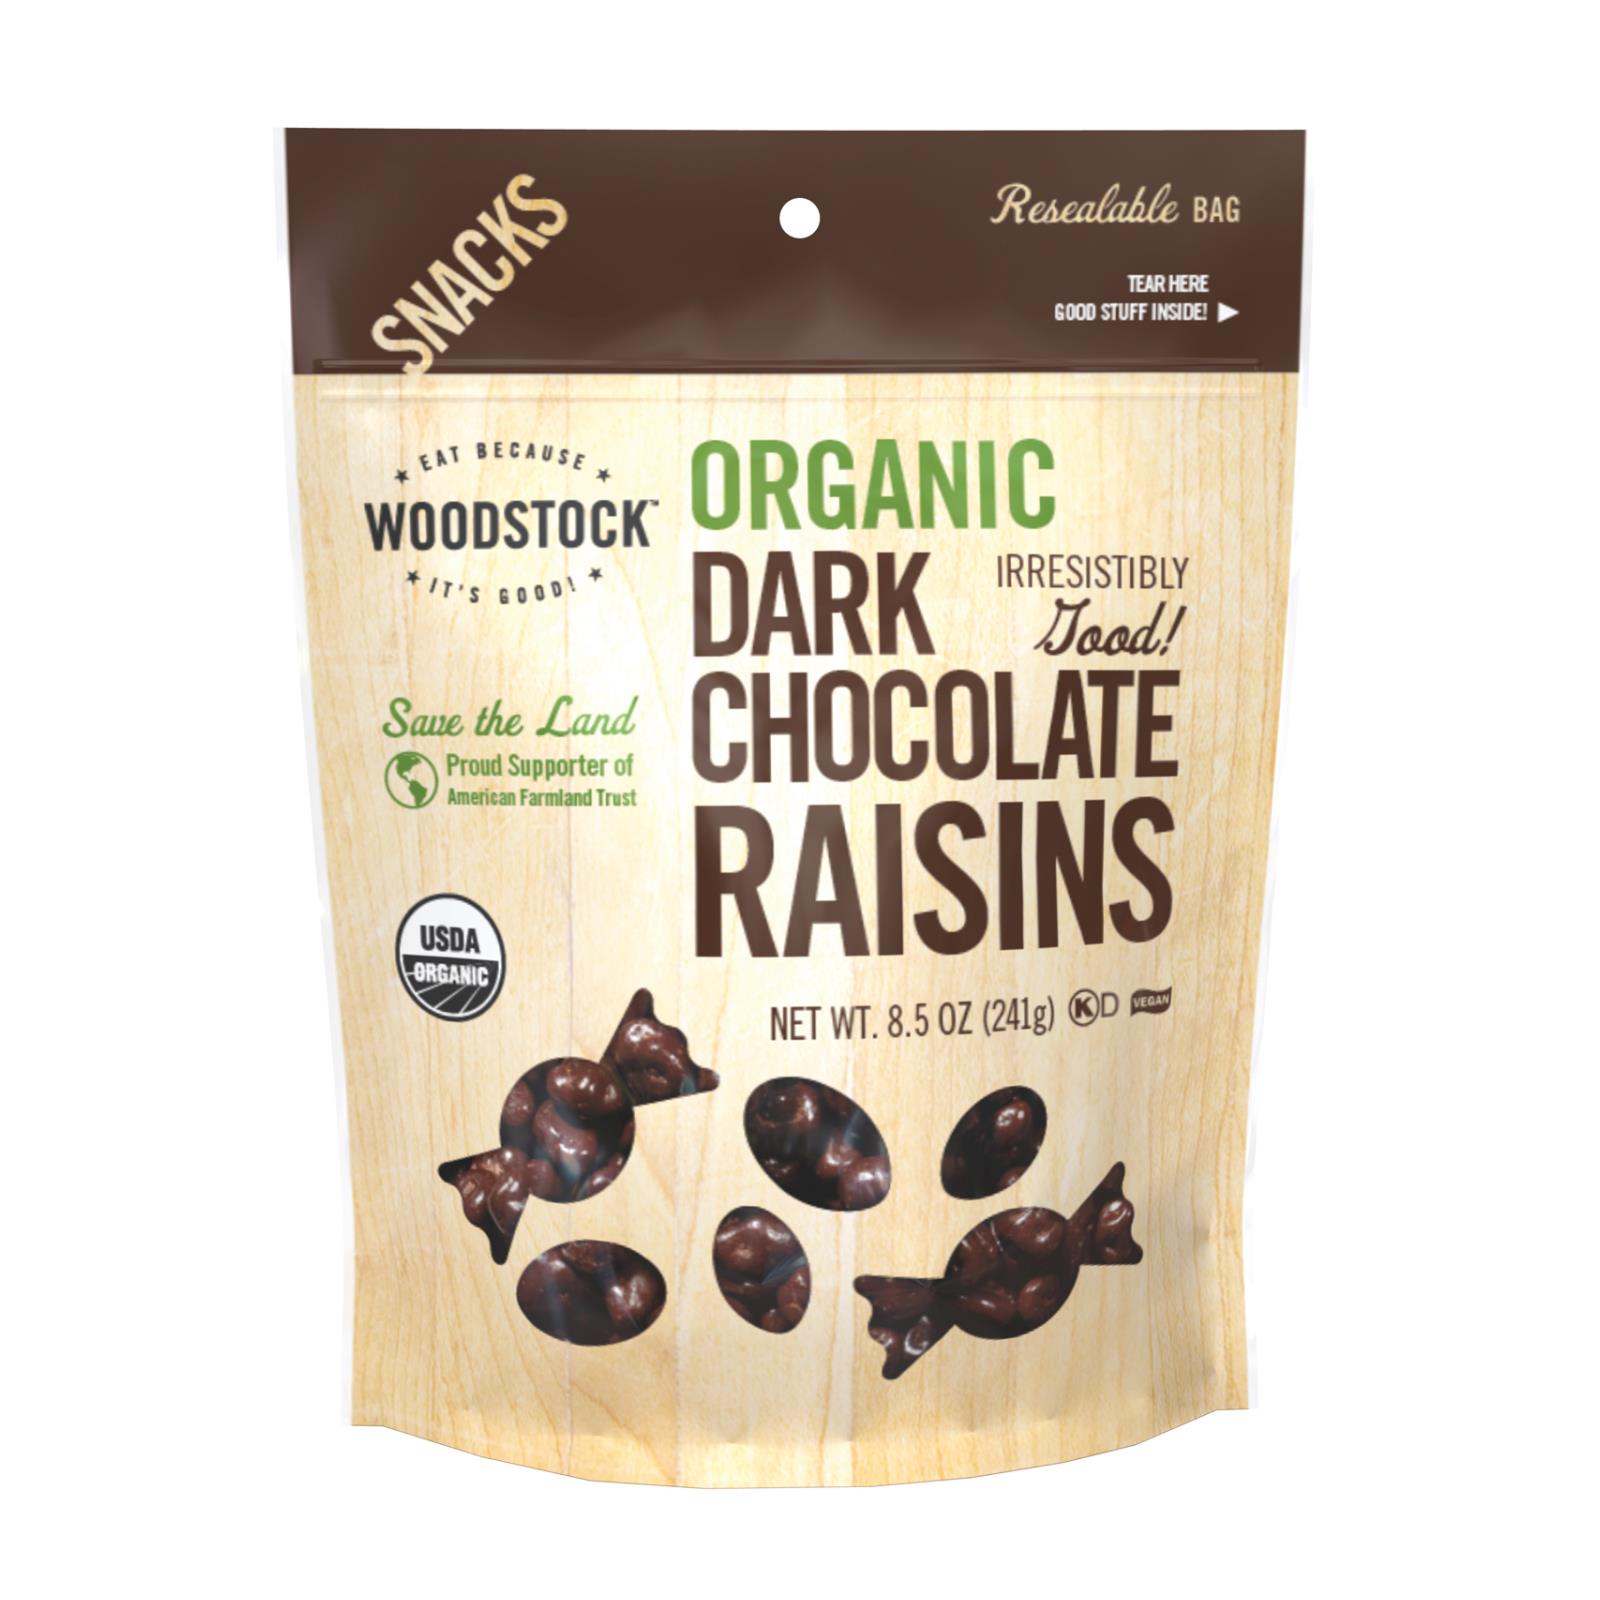 SNACKS
Resealable BAG
TEAR HERE
GOOD STUFF INSIDE!
EAT BECAUSE
WOODSTOCK™
IT'S GOOD!
ORGANIC
DARK
CHOCOLATE
RAISINS
IRRESISTIBLY
Good!
Save the Land
Proud Supporter of
American Farmland Trust
USDA
ORGANIC
NET WT. 8.5 OZ (241g) K D VEGAN